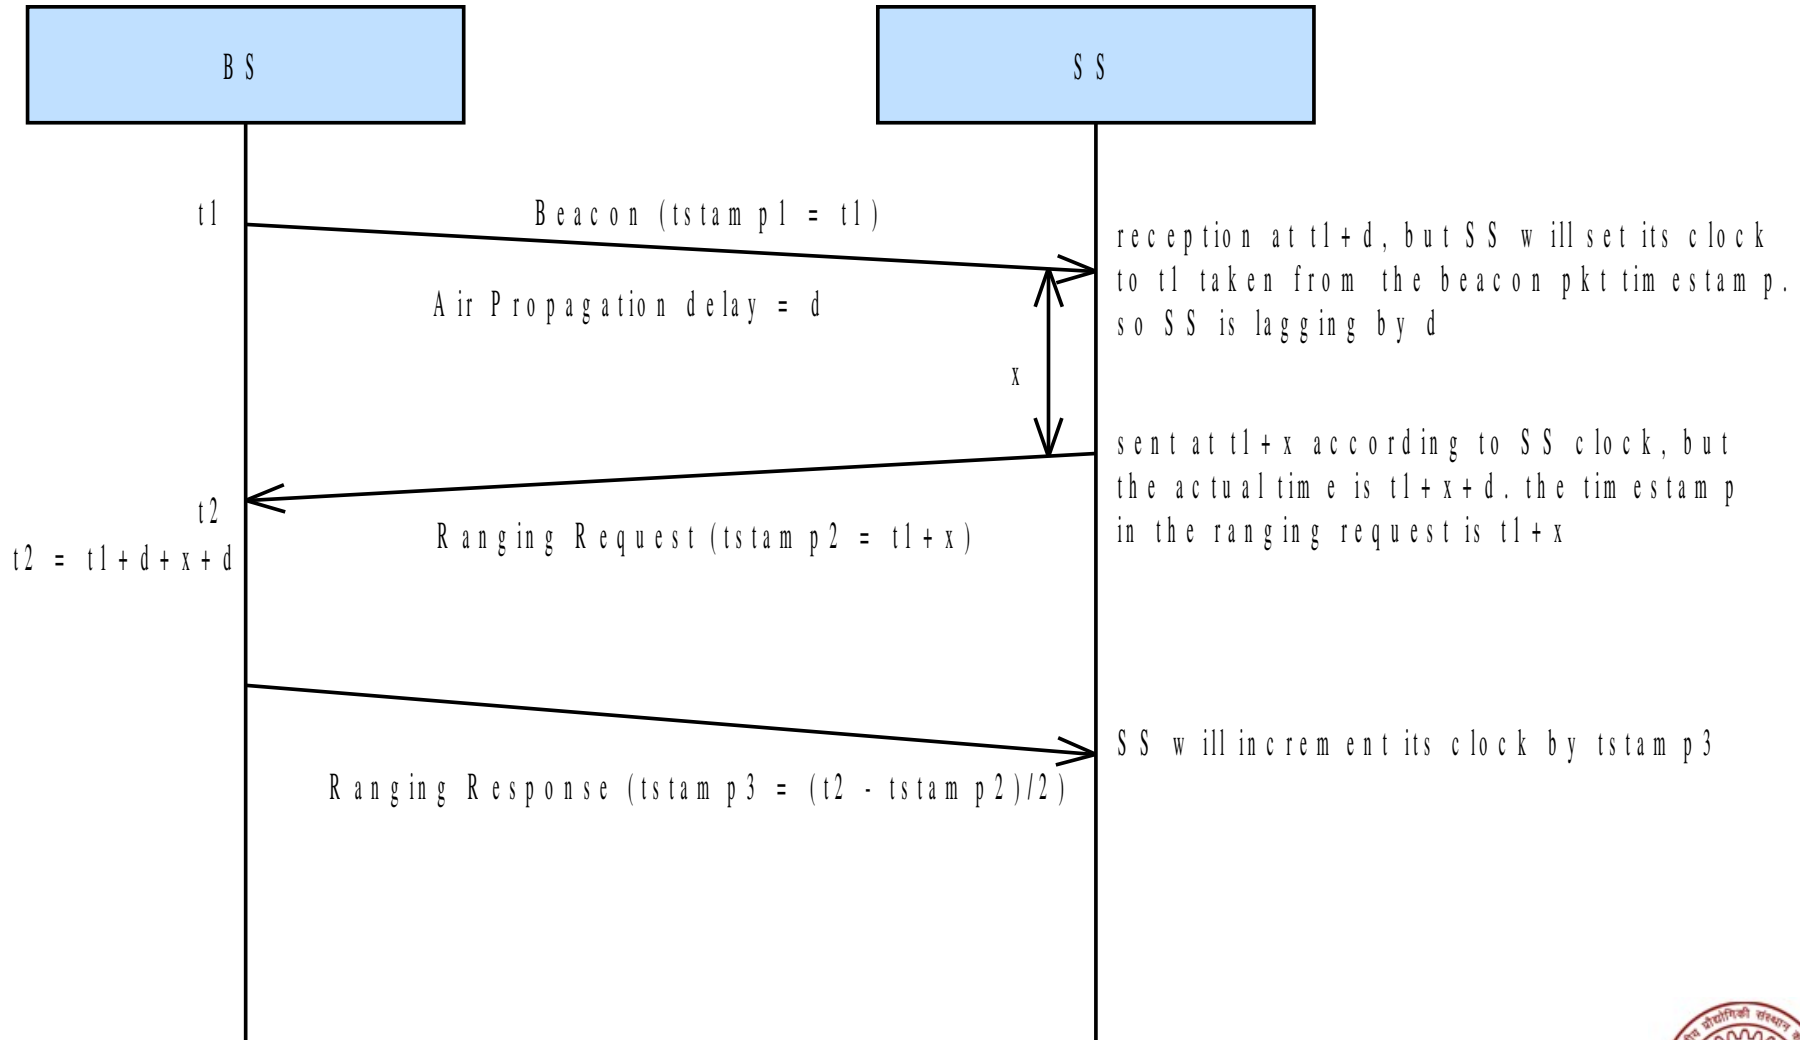 BS
SS
t1
Beacon (tstamp1 = t1)
reception at t1+d, but SS will set its clock
to t1 taken from the beacon pkt timestamp.
so SS is lagging by d
Air Propagation delay = d
x
sent at t1+x according to SS clock, but
the actual time is t1+x+d. the timestamp
in the ranging request is t1+x
t2
t2 = t1+d+x+d
Ranging Request (tstamp2 = t1+x)
SS will increment its clock by tstamp3
Ranging Response (tstamp3 = (t2 - tstamp2)/2)
प्रौद्योगिकी संस्थान